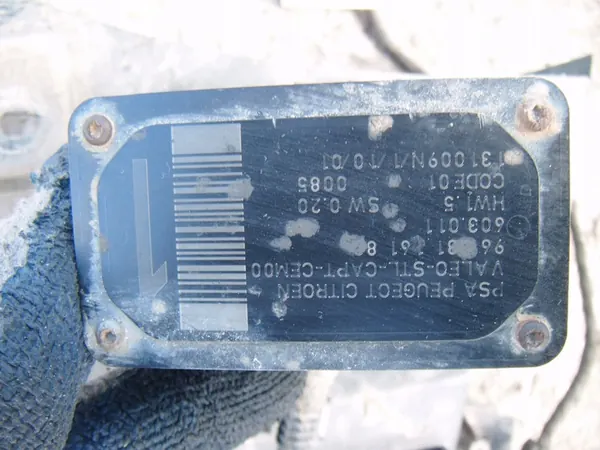 PSA PEUGEOT CITROEN
VALEO-STL-CAPT-CEM00
603.011
HW1.5 SW 0.20
CODE01 0085
131009N/1/10/01